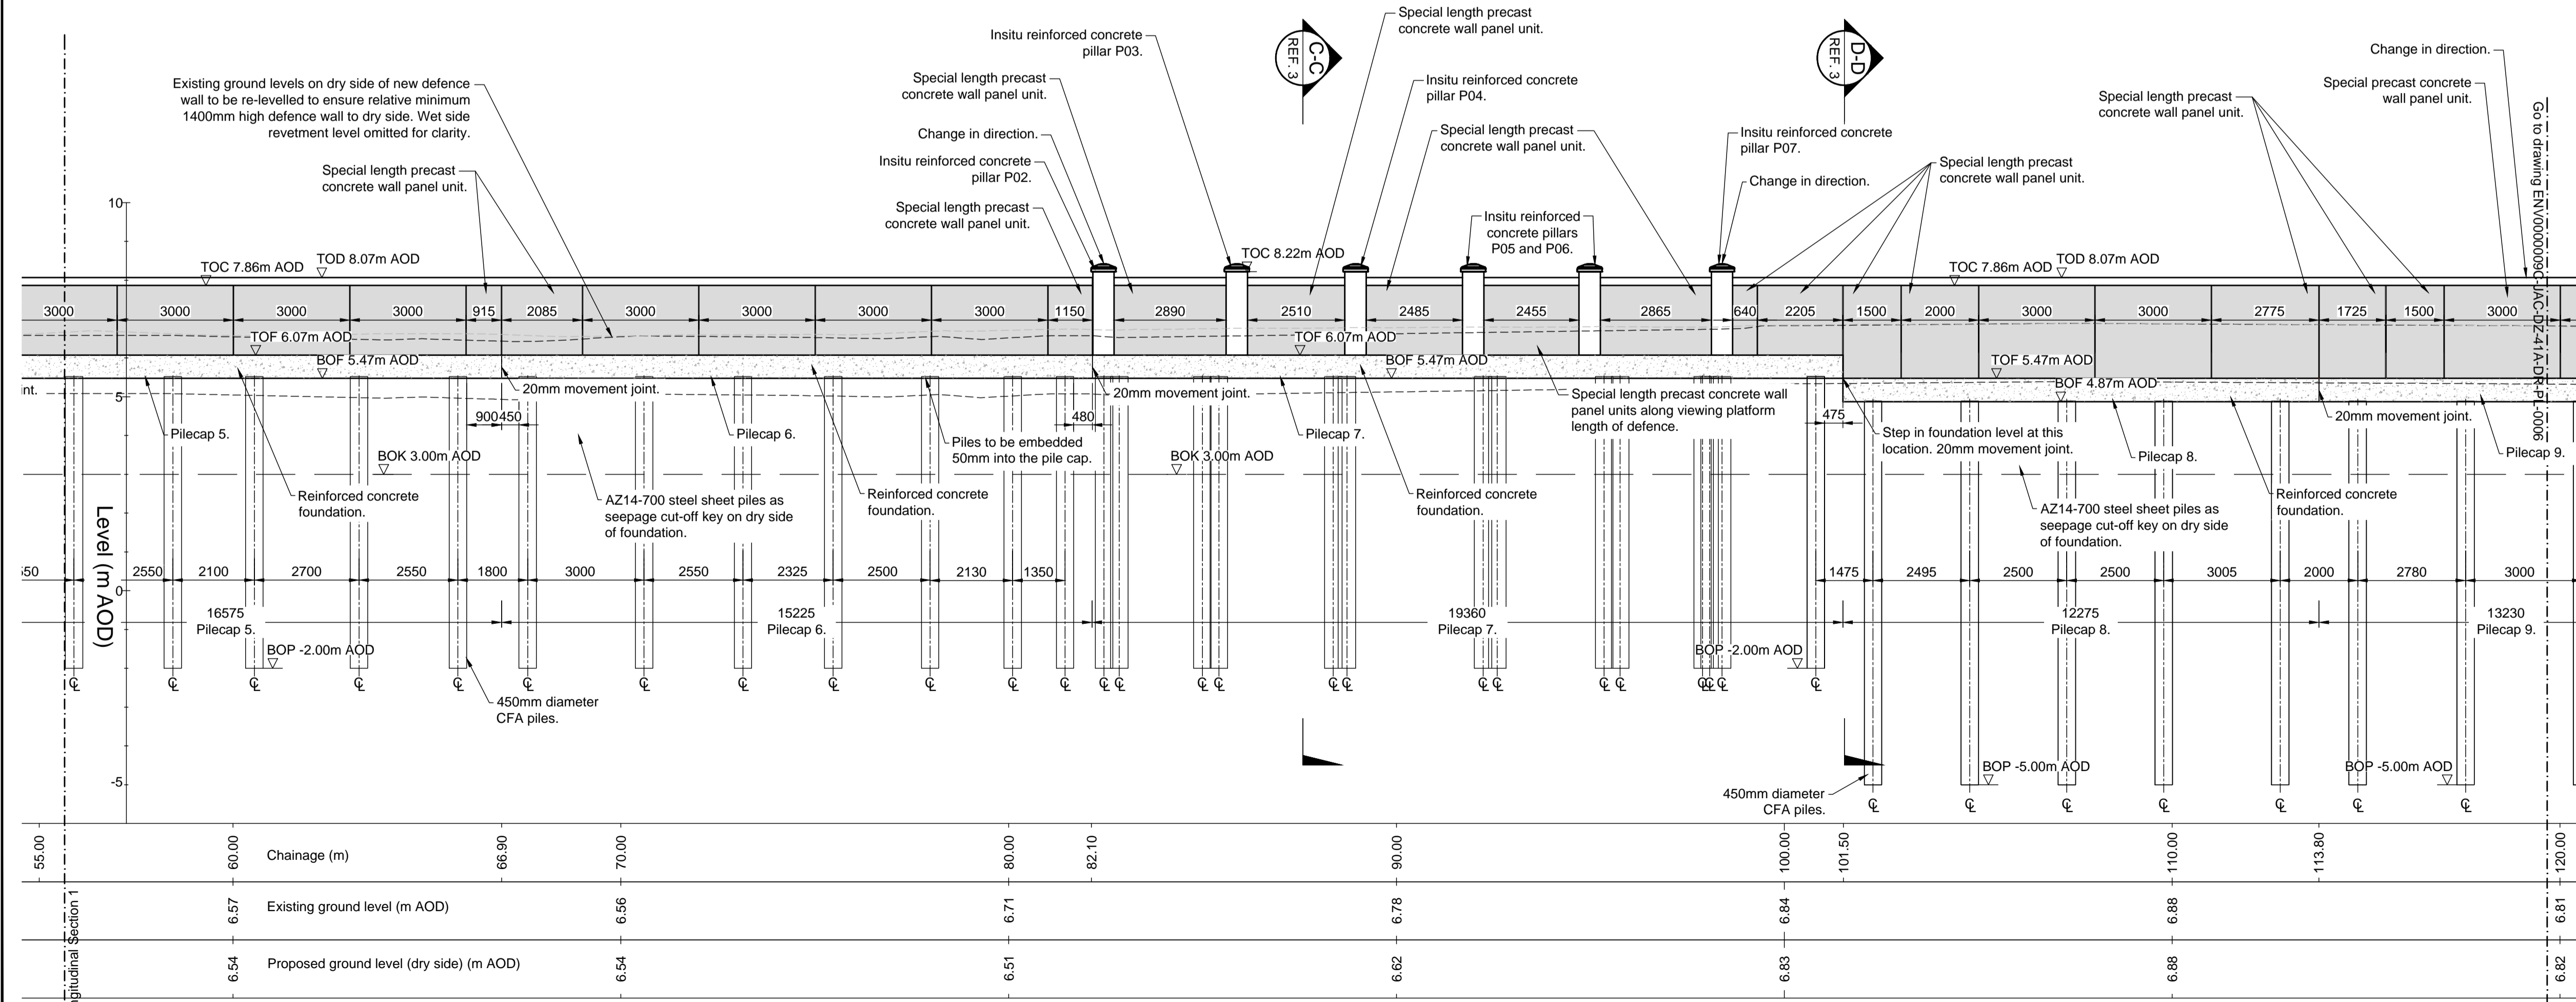 Existing ground levels on dry side of new defence
wall to be re-levelled to ensure relative minimum
1400mm high defence wall to dry side. Wet side
revetment level omitted for clarity.
Special length precast
concrete wall panel unit.
Insitu reinforced concrete
pillar P03.
Special length precast
concrete wall panel unit.
Change in direction.
Insitu reinforced concrete
pillar P02.
Special length precast
concrete wall panel unit.
C-C
REF. 3
Special length precast
concrete wall panel unit.
Insitu reinforced concrete
pillar P04.
Special length precast
concrete wall panel unit.
Insitu reinforced
concrete pillars
P05 and P06.
Insitu reinforced concrete
pillar P07.
Change in direction.
D-D
REF. 3
Special length precast
concrete wall panel unit.
Special length precast
concrete wall panel unit.
Change in direction.
Special precast concrete
wall panel unit.
Go to drawing ENV0000009C-JAC-DZ-41A-DR-PL-0006
10
5
0
-5
Level (m AOD)
TOC 7.86m AOD
TOD 8.07m AOD
TOC 8.22m AOD
TOC 7.86m AOD
TOD 8.07m AOD
3000 3000 3000 3000 915 2085 3000 3000 3000 3000 1150 2890 2510 2485 2455 2865 640 2205 1500 2000 3000 3000 2775 1725 1500 3000
TOF 6.07m AOD
BOF 5.47m AOD
TOF 6.07m AOD
BOF 5.47m AOD
TOF 5.47m AOD
BOF 4.87m AOD
int.
20mm movement joint.
20mm movement joint.
Special length precast concrete wall
panel units along viewing platform
length of defence.
20mm movement joint.
900 450
480
475
Pilecap 5.
Pilecap 6.
Piles to be embedded
50mm into the pile cap.
Pilecap 7.
Step in foundation level at this
location. 20mm movement joint.
Pilecap 8.
Pilecap 9.
BOK 3.00m AOD
BOK 3.00m AOD
Reinforced concrete
foundation.
AZ14-700 steel sheet piles as
seepage cut-off key on dry side
of foundation.
Reinforced concrete
foundation.
Reinforced concrete
foundation.
AZ14-700 steel sheet piles as
seepage cut-off key on dry side
of foundation.
Reinforced concrete
foundation.
550 2550 2100 2700 2550 1800 3000 2550 2325 2500 2130 1350 1475 2495 2500 2500 3005 2000 2780 3000
16575
Pilecap 5.
15225
Pilecap 6.
19360
Pilecap 7.
12275
Pilecap 8.
13230
Pilecap 9.
BOP -2.00m AOD
BOP -2.00m AOD
450mm diameter
CFA piles.
BOP -5.00m AOD
BOP -5.00m AOD
450mm diameter
CFA piles.
Chainage (m)
55.00 60.00 66.90 70.00 80.00 82.10 90.00 100.00 101.50 110.00 113.80 120.00
Existing ground level (m AOD)
6.57 6.56 6.71 6.78 6.84 6.88 6.81
Proposed ground level (dry side) (m AOD)
6.54 6.54 6.51 6.62 6.83 6.88 6.82
ngitudinal Section 1